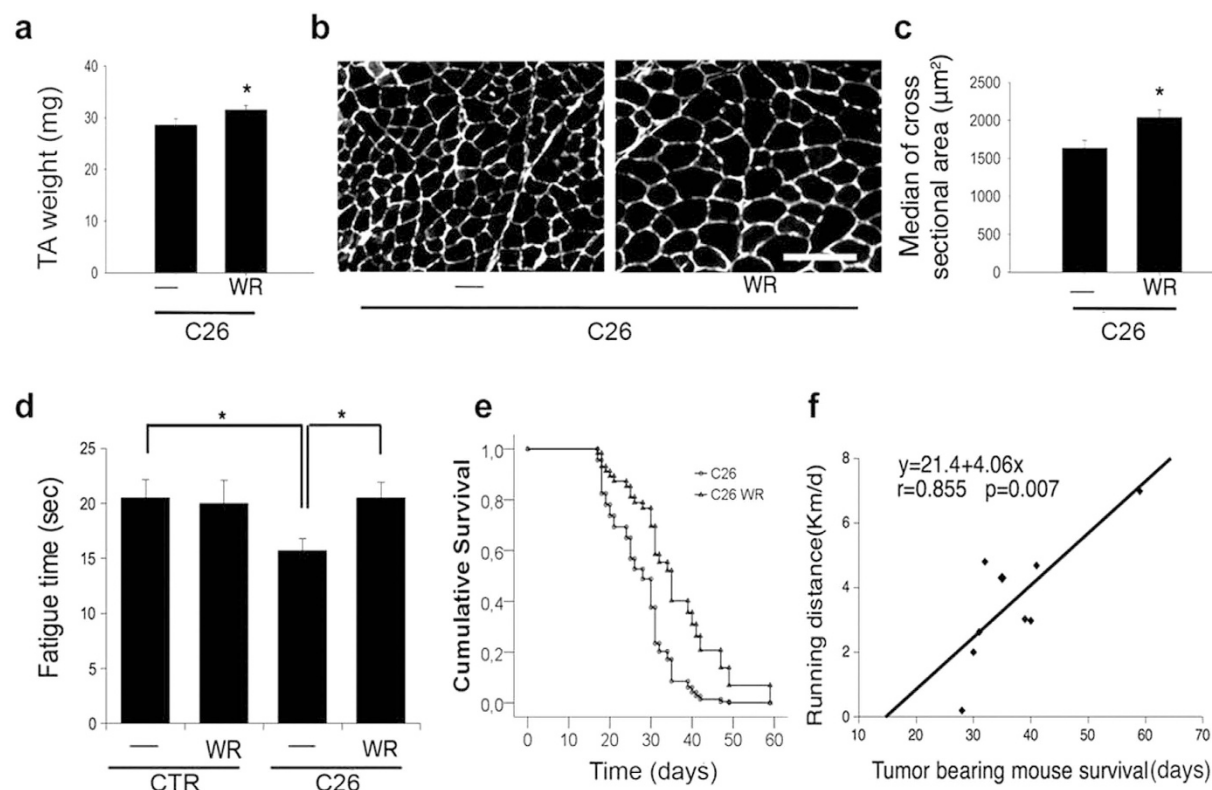 a
TA weight (mg)
40
30
20
10
0
—
WR
C26
b
—
WR
C26
c
Median of cross
sectional area (µm²)
2500
2000
1500
1000
500
0
*
*
—
WR
C26
d
Fatigue time (sec)
25
20
15
10
5
0
*
*
—
WR
—
WR
CTR
C26
e
Cumulative Survival
1,0
0,8
0,6
0,4
0,2
0,0
C26
C26 WR
0
10
20
30
40
50
60
Time (days)
f
Running distance(Km/d)
8
6
4
2
0
y=21.4+4.06x
r=0.855 p=0.007
10
20
30
40
50
60
70
Tumor bearing mouse survival(days)